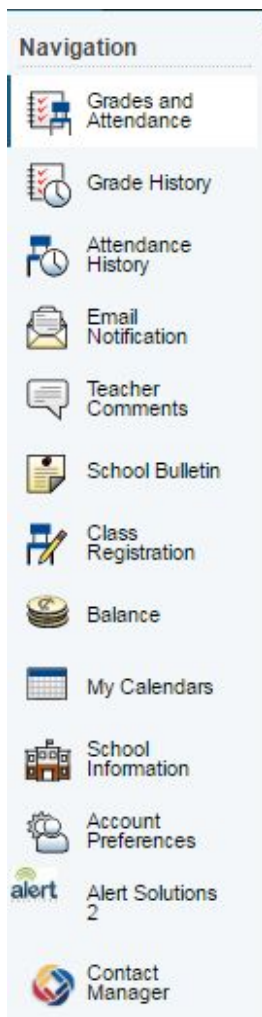 Navigation
Grades and
Attendance
Grade History
Attendance
History
Email
Notification
Teacher
Comments
School Bulletin
Class
Registration
Balance
My Calendars
School
Information
Account
Preferences
alert
Alert Solutions
2
Contact
Manager